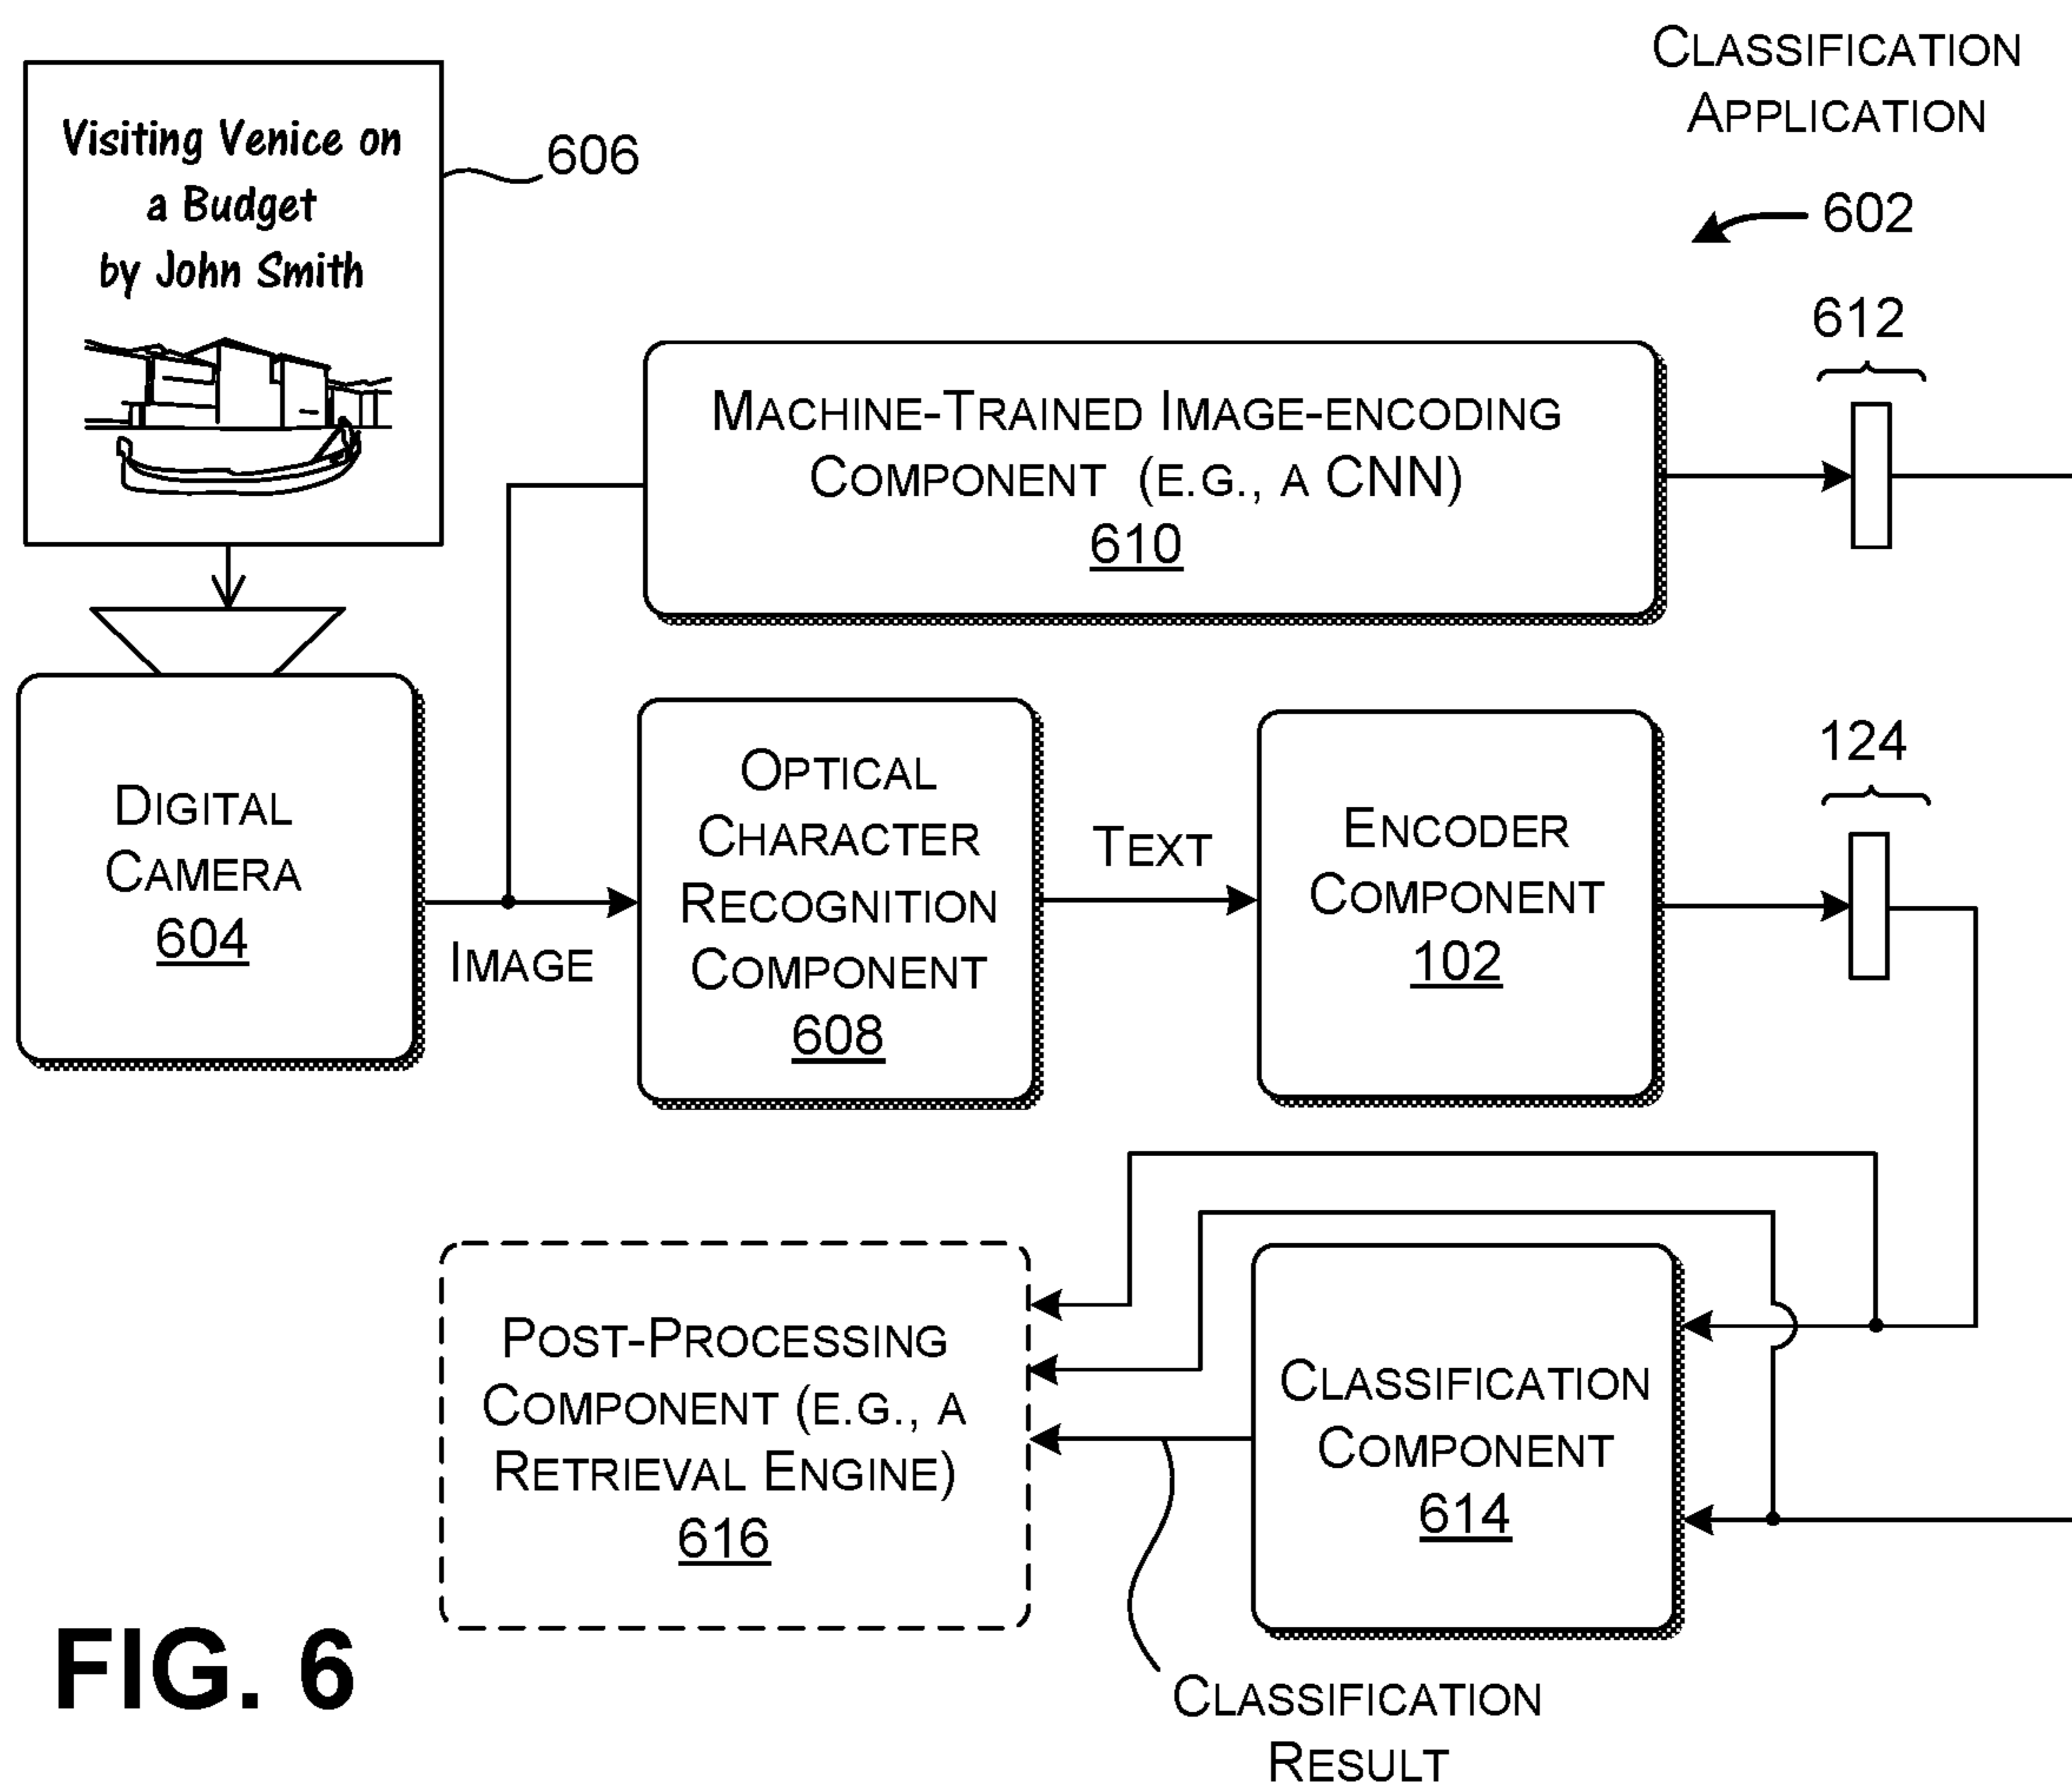 CLASSIFICATION
APPLICATION
602
Visiting Venice on
a Budget
by John Smith
606
612
MACHINE-TRAINED IMAGE-ENCODING
COMPONENT (E.G., A CNN)
610
DIGITAL
CAMERA
604
IMAGE
OPTICAL
CHARACTER
RECOGNITION
COMPONENT
608
TEXT
ENCODER
COMPONENT
102
124
POST-PROCESSING
COMPONENT (E.G., A
RETRIEVAL ENGINE)
616
CLASSIFICATION
COMPONENT
614
CLASSIFICATION
RESULT
FIG. 6